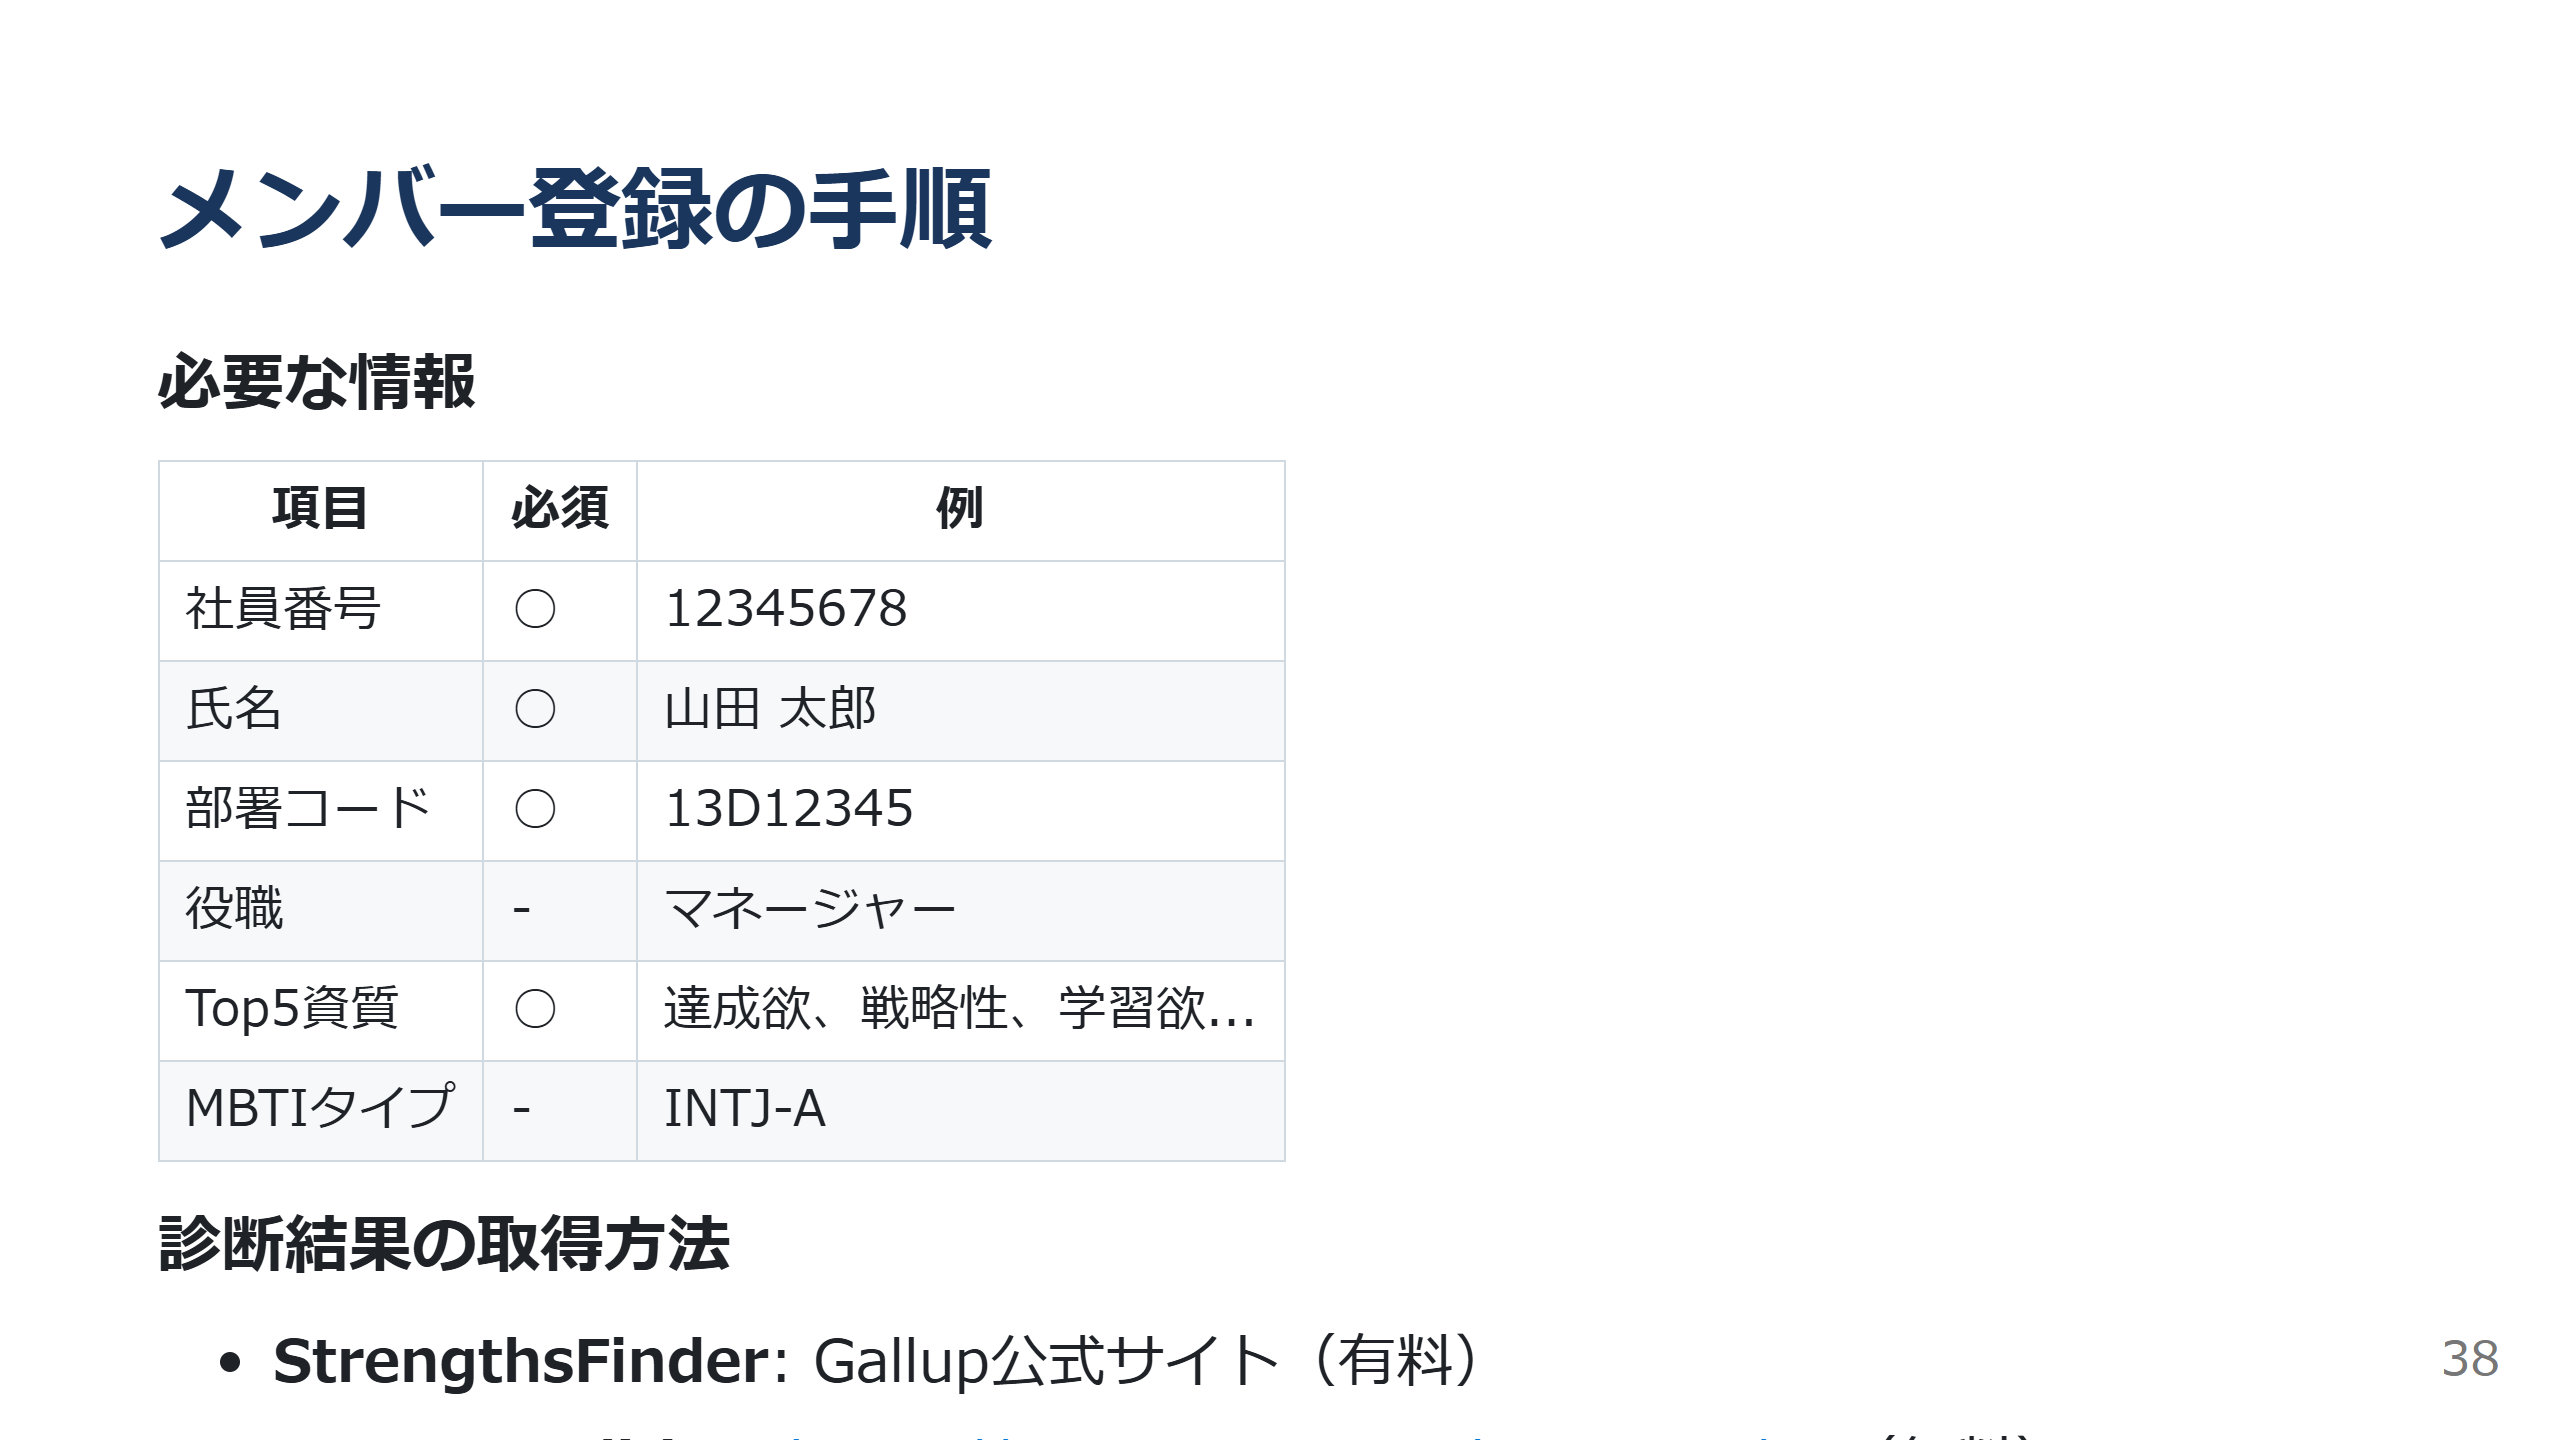 メンバー登録の手順
必要な情報
項目 必須 例
社員番号 ○ 12345678
氏名 ○ 山田 太郎
部署コード ○ 13D12345
役職 - マネージャー
Top5資質 ○ 達成欲、戦略性、学習欲...
MBTIタイプ - INTJ-A
診断結果の取得方法
• StrengthsFinder: Gallup公式サイト（有料）
38